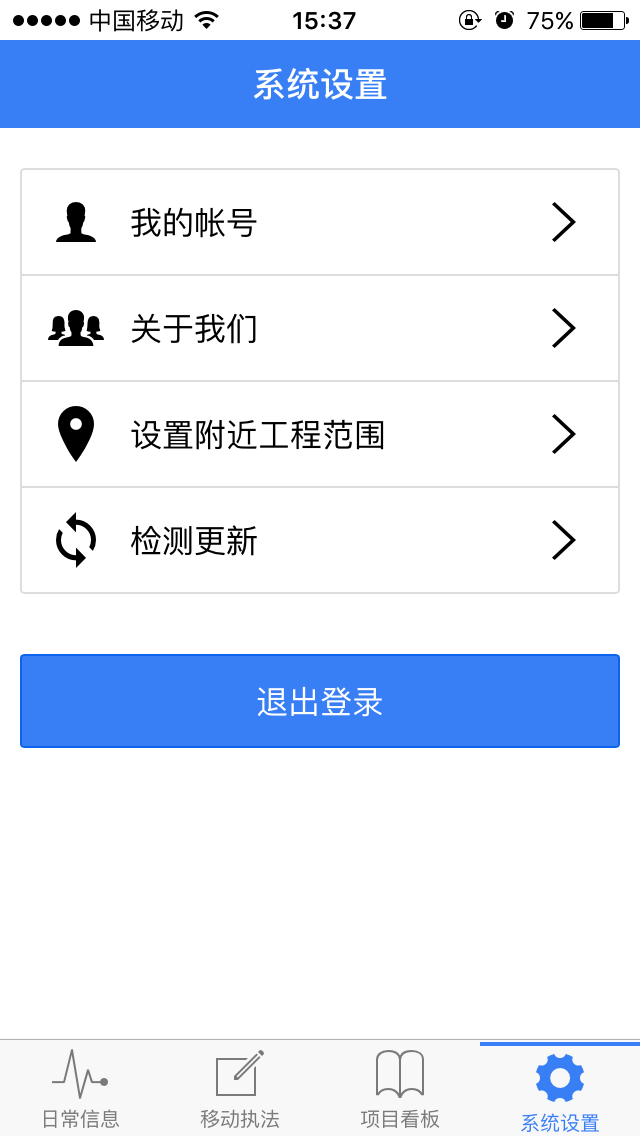 中国移动 15:37 75%
系统设置
我的帐号
关于我们
设置附近工程范围
检测更新
退出登录
日常信息 移动执法 项目看板 系统设置